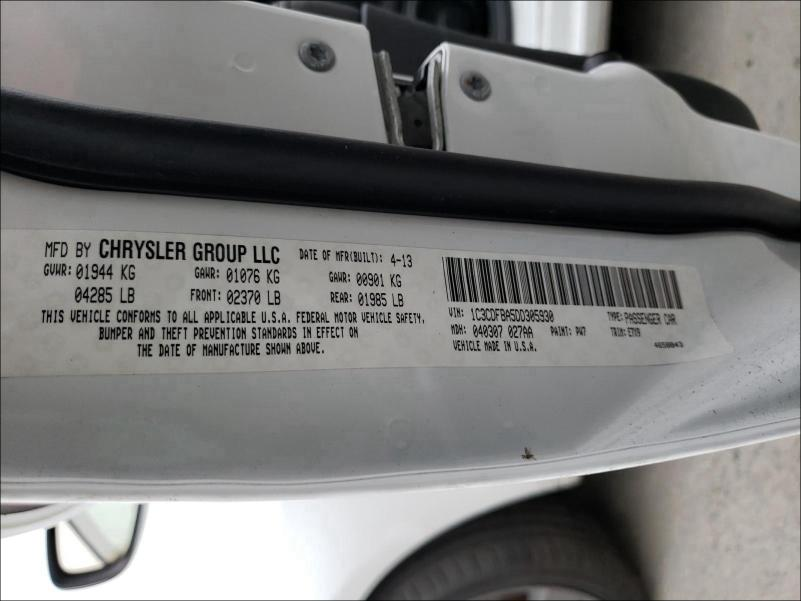 MFD BY CHRYSLER GROUP LLC DATE OF MFR(BUILT): 4-13
GVWR: 01944 KG GAWR: 01076 KG GAWR: 00901 KG
04285 LB FRONT: 02370 LB REAR: 01985 LB
THIS VEHICLE CONFORMS TO ALL APPLICABLE U.S.A. FEDERAL MOTOR VEHICLE SAFETY,
BUMPER AND THEFT PREVENTION STANDARDS IN EFFECT ON
THE DATE OF MANUFACTURE SHOWN ABOVE.
VIN: 1C3CDFBA5DD305930 TYPE: PASSENGER CAR
MDH: 040307 027AA PAINT: PW7 TRIM: E7X9
VEHICLE MADE IN U.S.A.